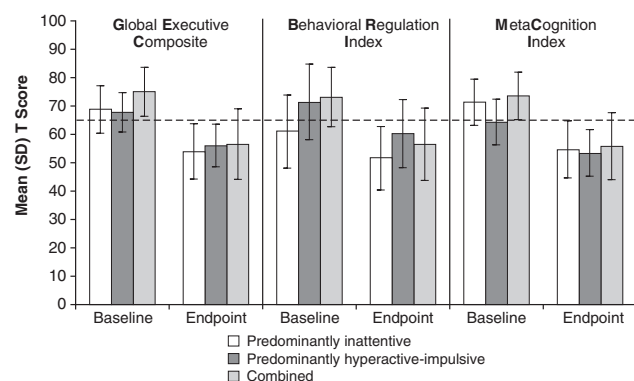 Global Executive
Composite
Behavioral Regulation
Index
MetaCognition
Index
Mean (SD) T Score
100
90
80
70
60
50
40
30
20
10
0
Baseline
Endpoint
Baseline
Endpoint
Baseline
Endpoint
Predominantly inattentive
Predominantly hyperactive-impulsive
Combined